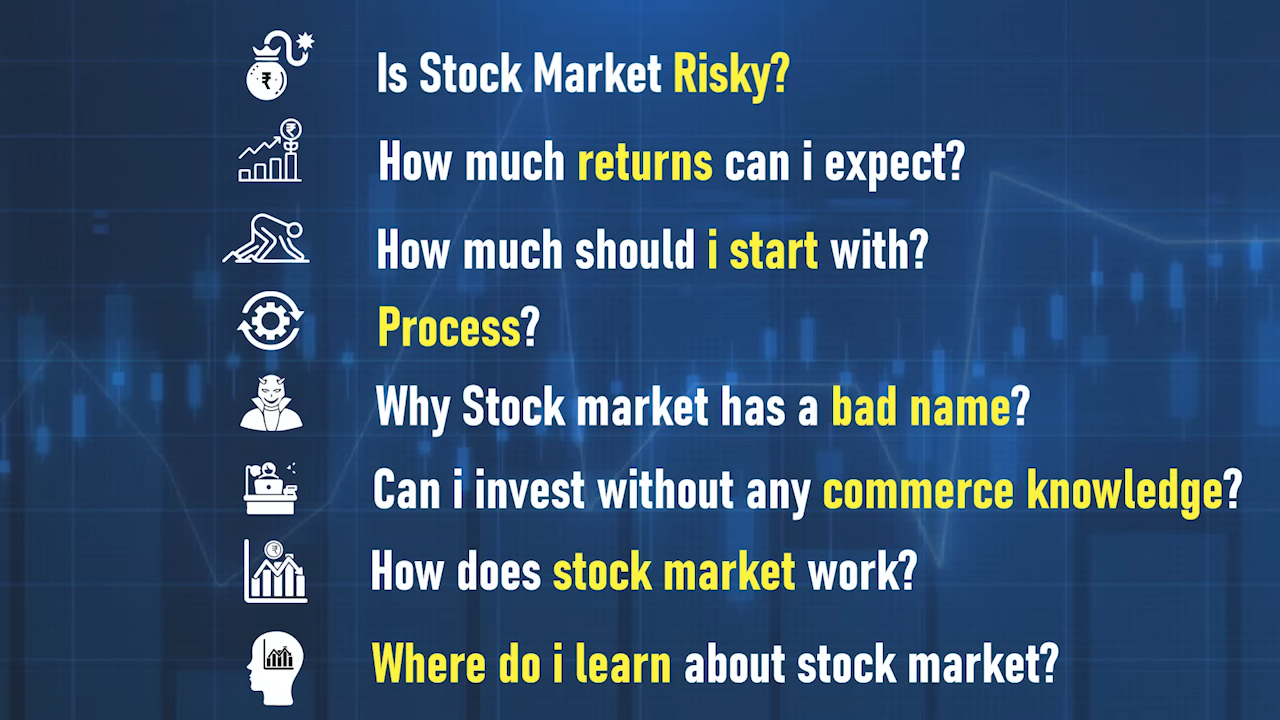 Is Stock Market Risky?
How much returns can i expect?
How much should i start with?
Process?
Why Stock market has a bad name?
Can i invest without any commerce knowledge?
How does stock market work?
Where do i learn about stock market?